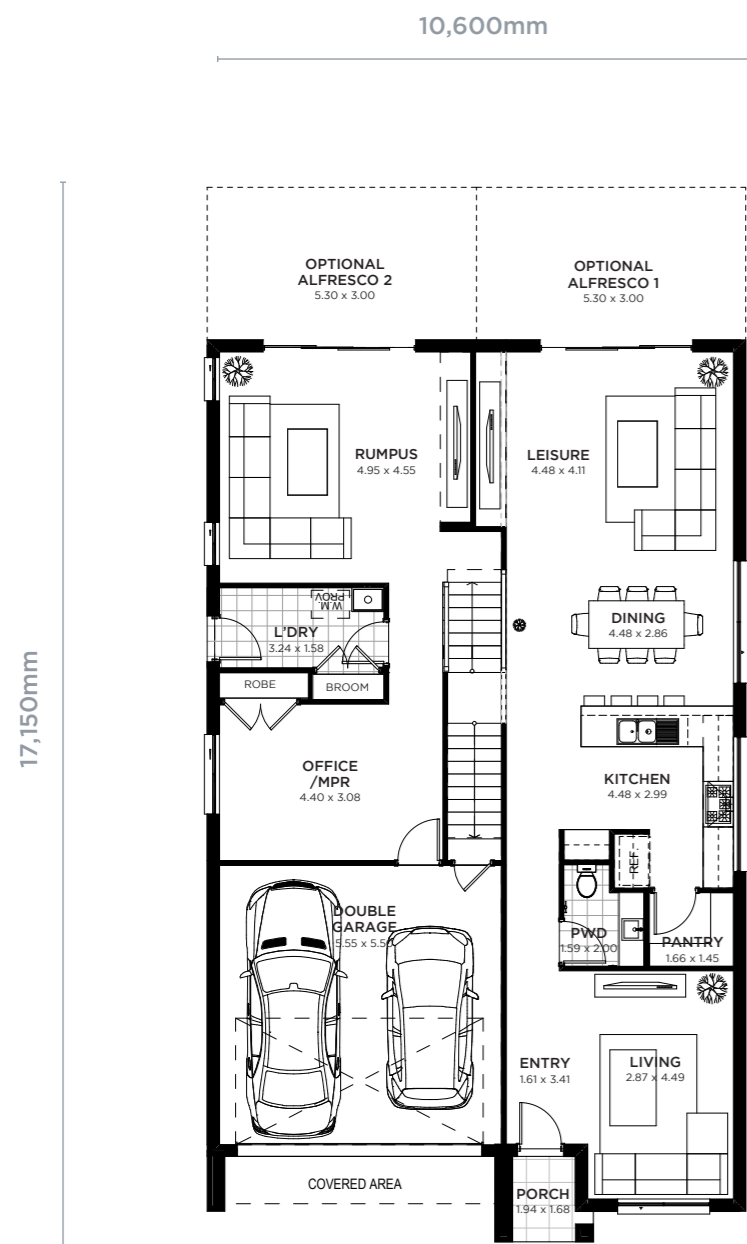 10,600mm
17,150mm
OPTIONAL
ALFRESCO 2
5.30 x 3.00
OPTIONAL
ALFRESCO 1
5.30 x 3.00
RUMPUS
4.95 x 4.55
LEISURE
4.48 x 4.11
W.M.
PROV.
L'DRY
3.24 x 1.58
DINING
4.48 x 2.86
ROBE
BROOM
OFFICE
/MPR
4.40 x 3.08
KITCHEN
4.48 x 2.99
REF.
DOUBLE
GARAGE
5.55 x 5.50
PWD
1.59 x 2.00
PANTRY
1.66 x 1.45
ENTRY
1.61 x 3.41
LIVING
2.87 x 4.49
COVERED AREA
PORCH
1.94 x 1.68